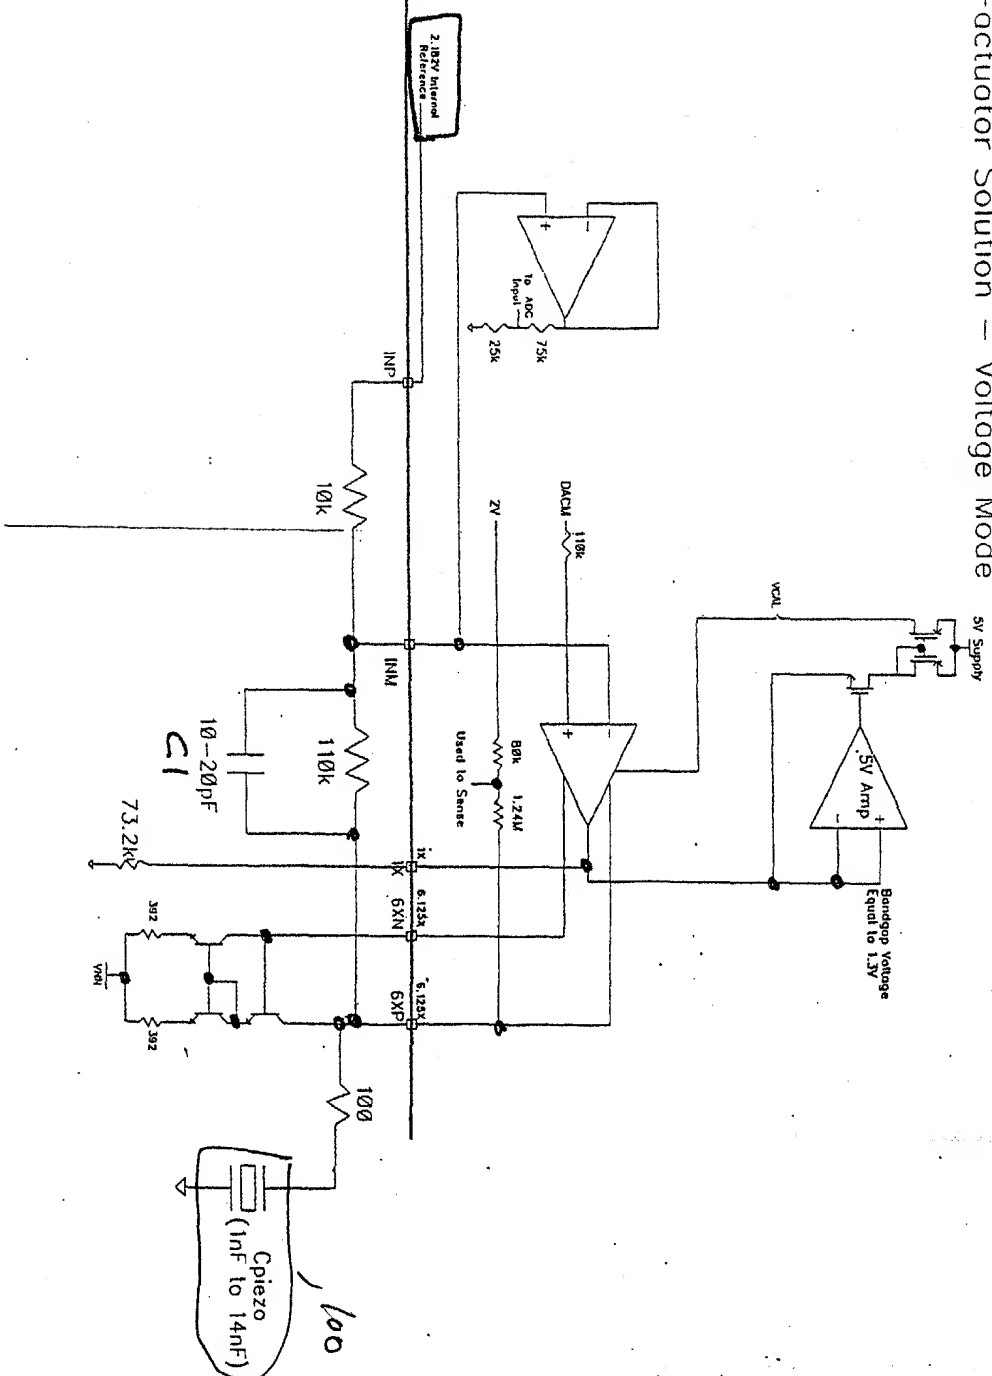 -actuator Solution – Voltage Mode
5V Supply
VCAL
.5V Amp
+
-
Bandgap Voltage
Equal to 1.3V
2.182V Internal
Reference
+
-
To ADC
Input
75k
25k
DACM
110k
2V
80k
1.24M
Used to Sense
+
-
INP
10k
INM
110k
10-20pF
C1
73.2k
1X
1X
6XN
6.125X
6XP
6.125X
392
392
VNN
100
Cpiezo
(1nF to 14nF)
100